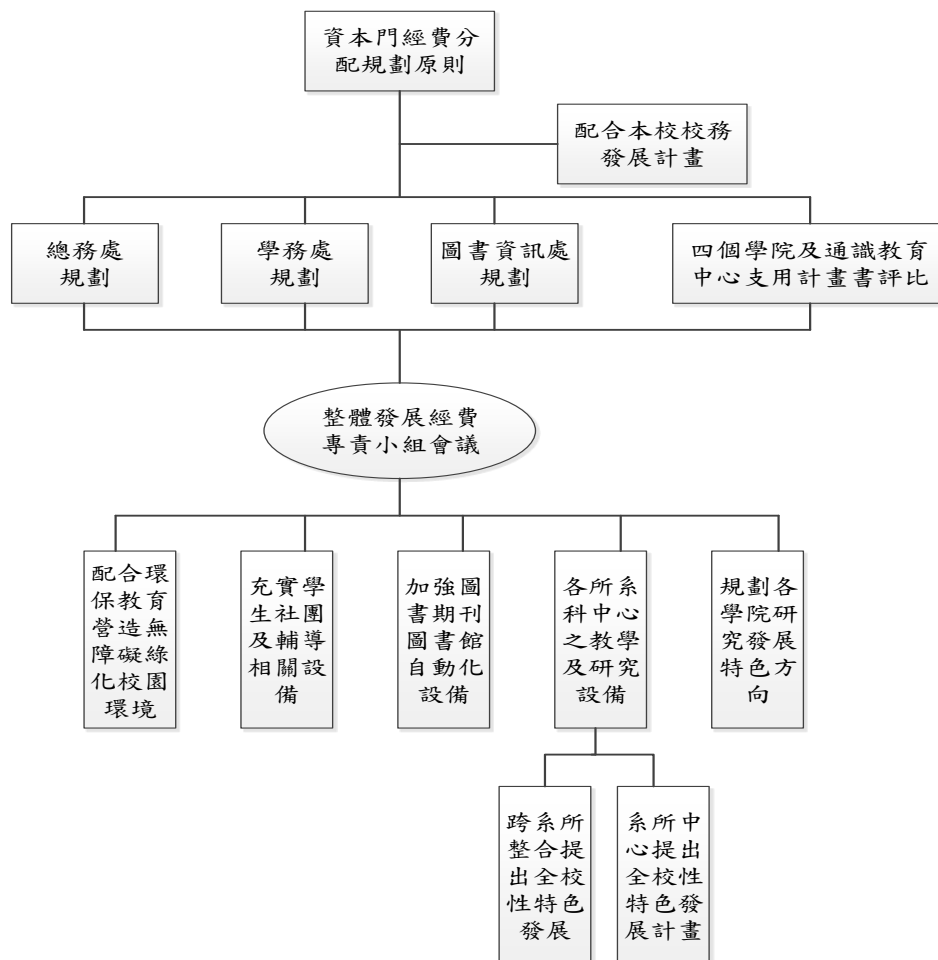 資本門經費分
配規劃原則
配合本校校務
發展計畫
總務處
規劃
學務處
規劃
圖書資訊處
規劃
四個學院及通識教育
中心支用計畫書評比
整體發展經費
專責小組會議
配合環
保教育
營造無
障礙綠
化校園
環境
充實學
生社團
及輔導
相關設
備
加強圖
書期刊
圖書館
自動化
設備
各所系
科中心
之教學
及研究
設備
規劃各
學院研
究發展
特色方
向
跨系所
整合提
出全校
性特色
發展
系所中
心提出
全校性
特色發
展計畫